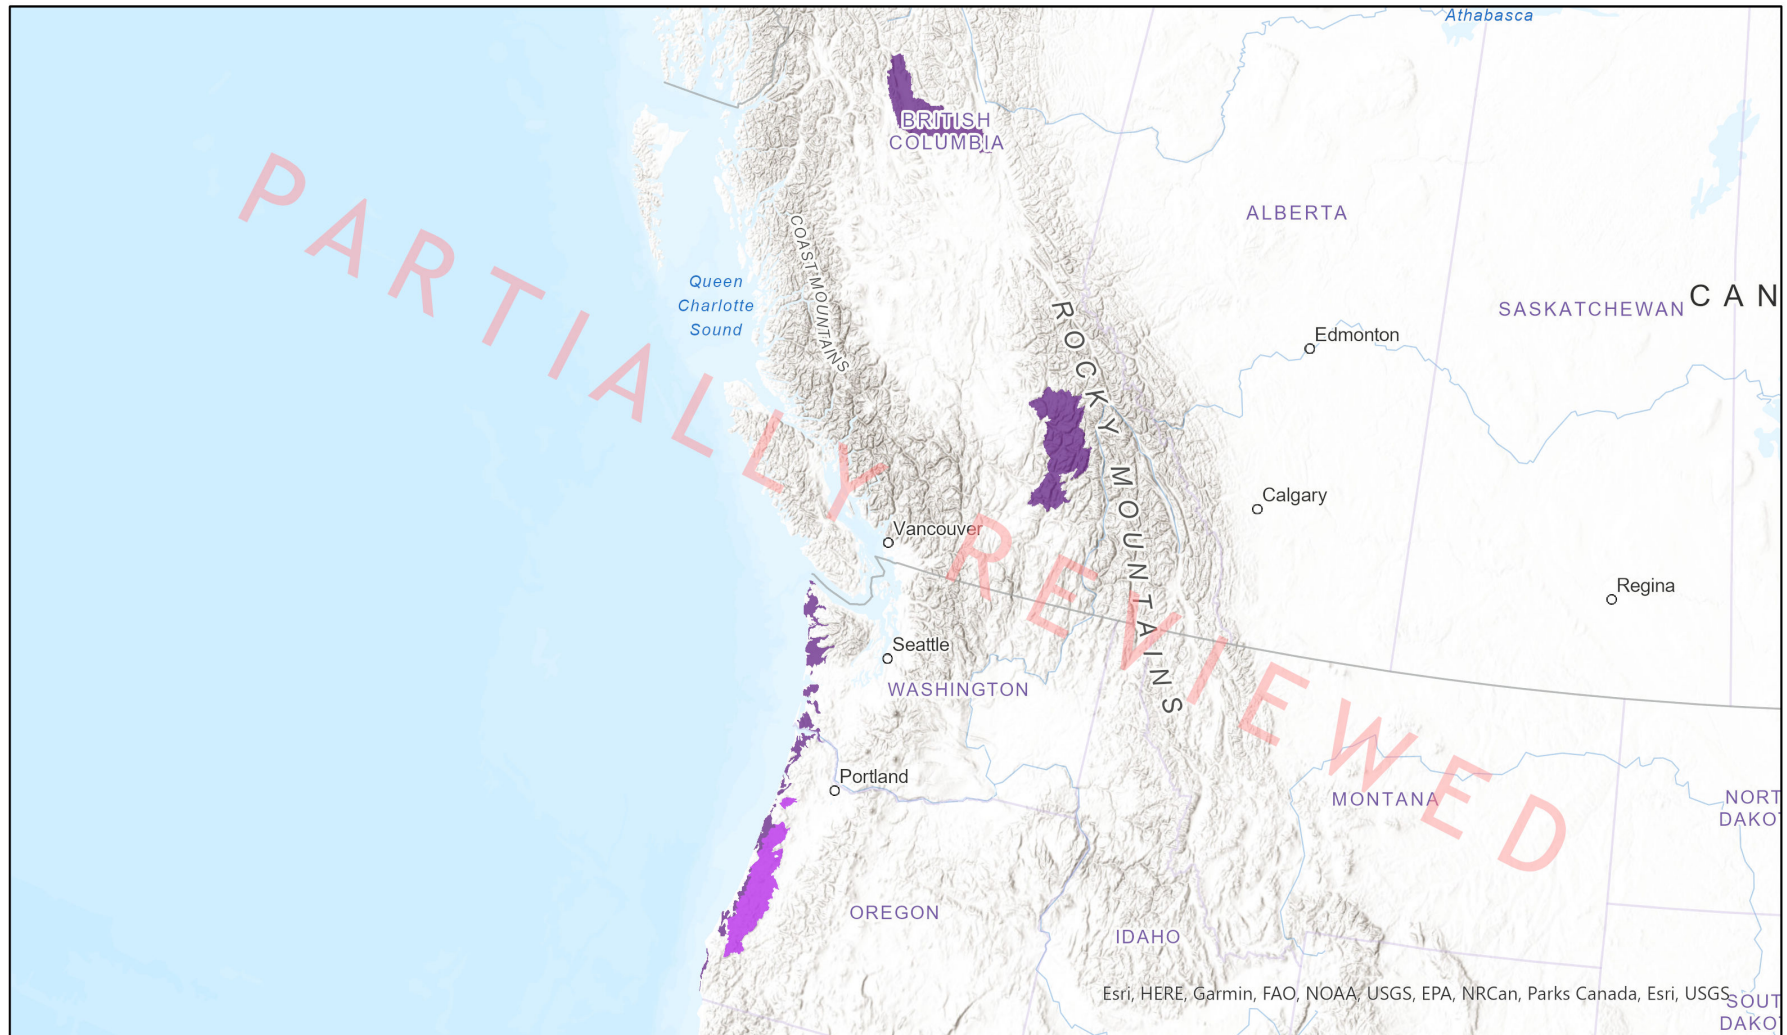 Athabasca
BRITISH
COLUMBIA
ALBERTA
COAST MOUNTAINS
Queen
Charlotte
Sound
ROCKY MOUNTAINS
SASKATCHEWAN
CAN
Edmonton
Calgary
Vancouver
Regina
Seattle
WASHINGTON
Portland
MONTANA
NORT
DAKO
OREGON
IDAHO
Esri, HERE, Garmin, FAO, NOAA, USGS, EPA, NRCan, Parks Canada, Esri, USGS
SOUT
DAKO
PARTIALLY REVIEWED